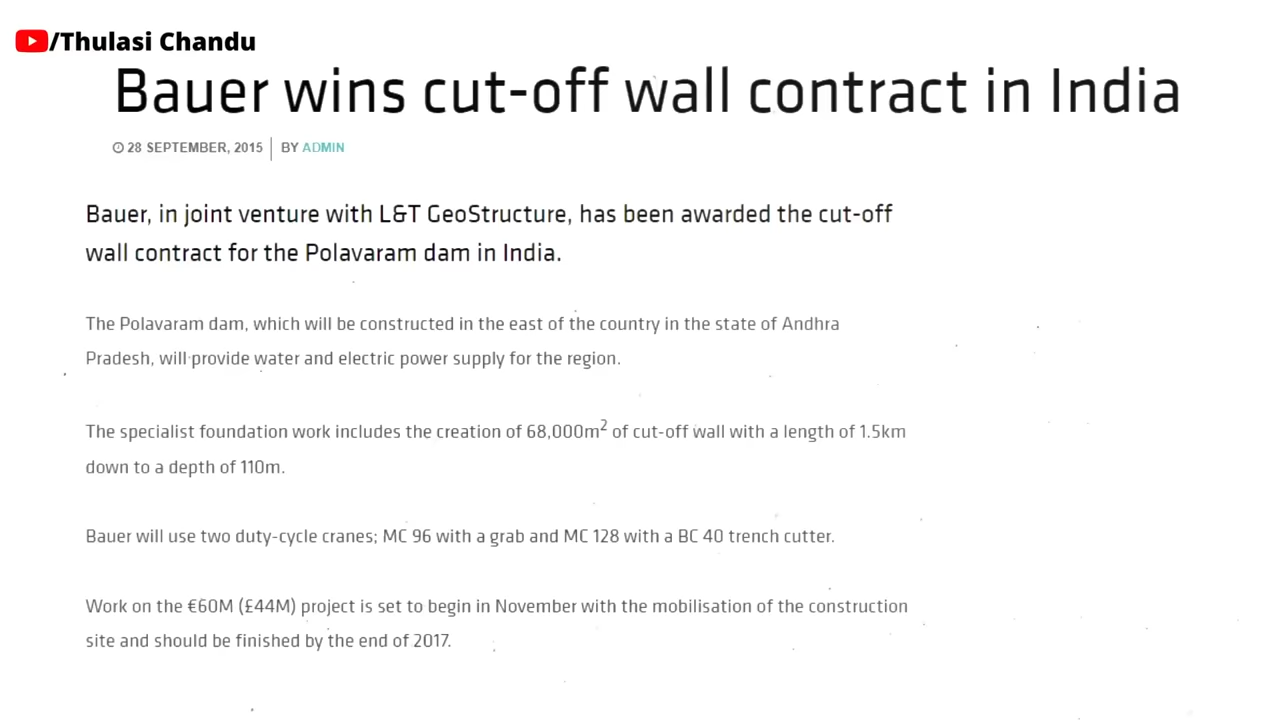 /Thulasi Chandu
Bauer wins cut-off wall contract in India
28 SEPTEMBER, 2015 | BY ADMIN
Bauer, in joint venture with L&T GeoStructure, has been awarded the cut-off
wall contract for the Polavaram dam in India.
The Polavaram dam, which will be constructed in the east of the country in the state of Andhra
Pradesh, will provide water and electric power supply for the region.
The specialist foundation work includes the creation of 68,000m² of cut-off wall with a length of 1.5km
down to a depth of 110m.
Bauer will use two duty-cycle cranes; MC 96 with a grab and MC 128 with a BC 40 trench cutter.
Work on the €60M (£44M) project is set to begin in November with the mobilisation of the construction
site and should be finished by the end of 2017.